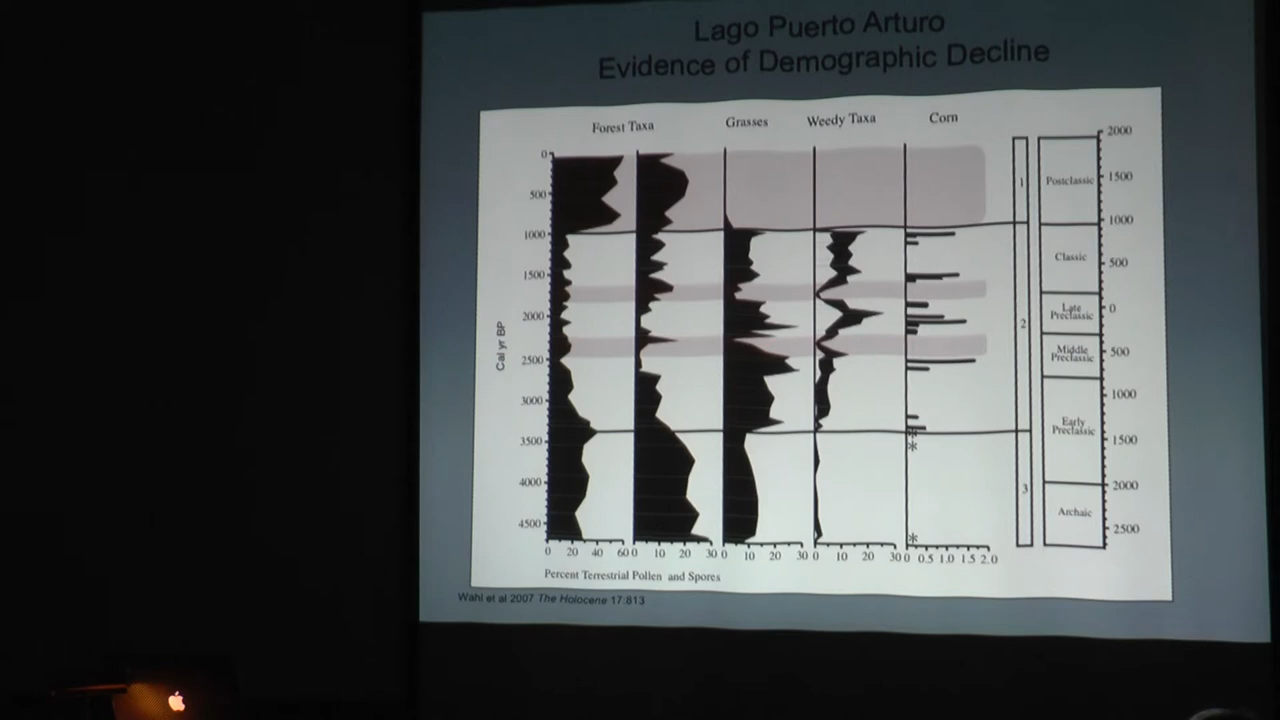 Lago Puerto Arturo
Evidence of Demographic Decline
Forest Taxa Grasses Weedy Taxa Corn
0
500
1000
1500
2000
2500
3000
3500
4000
4500
Cal yr BP
0 20 40 60 0 10 20 30 0 10 20 30 0 10 20 30 0 0.5 1.0 1.5 2.0
Percent Terrestrial Pollen and Spores
*
*
*
1
2
3
Postclassic
Classic
Late
Preclassic
Middle
Preclassic
Early
Preclassic
Archaic
2000
1500
1000
500
0
500
1000
1500
2000
2500
Wahl et al 2007 The Holocene 17:813